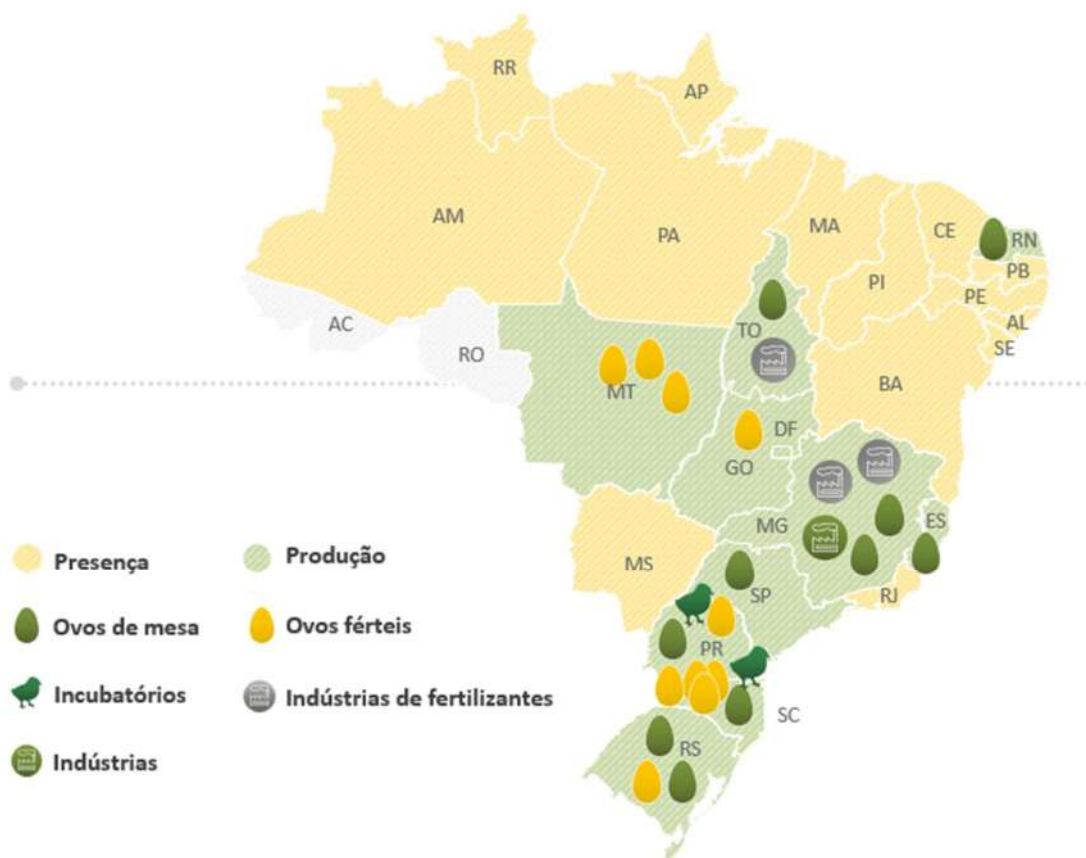 RR
AP
AM
PA
MA
CE
RN
PB
PI
PE
AL
SE
AC
RO
TO
BA
MT
DF
GO
MG
ES
MS
SP
RJ
PR
SC
RS
Presença
Produção
Ovos de mesa
Ovos férteis
Incubatórios
Indústrias de fertilizantes
Indústrias